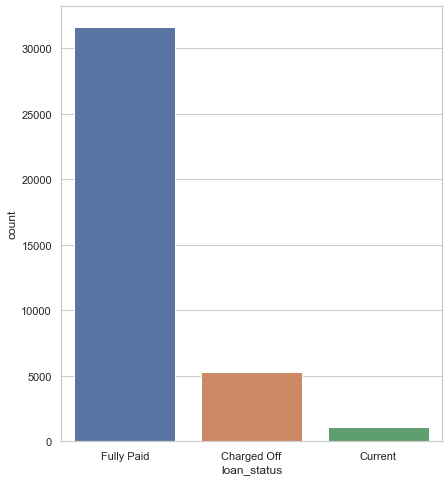 30000
25000
20000
15000
10000
5000
0
count
Fully Paid
Charged Off
Current
loan_status